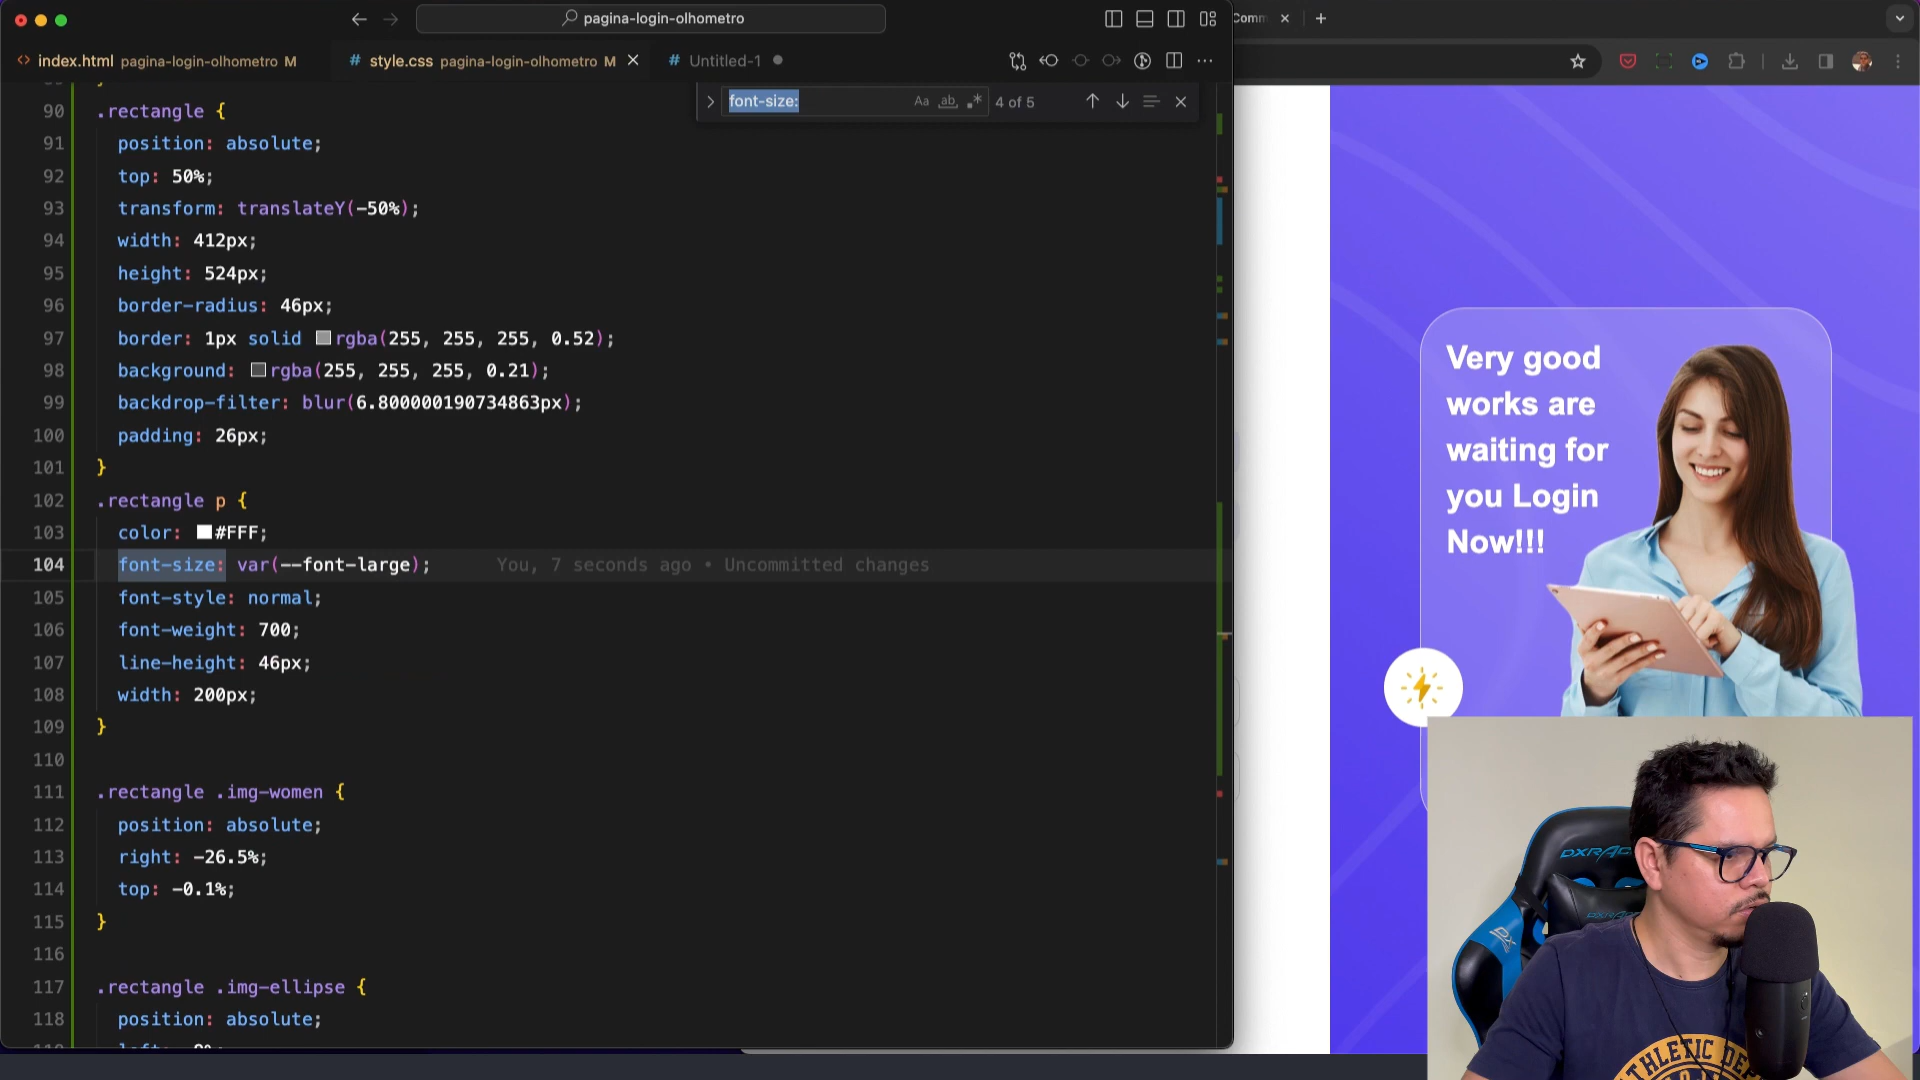 pagina-login-olhometro
Comm
index.html pagina-login-olhometro M
style.css pagina-login-olhometro M
Untitled-1
font-size:
Aa ab
4 of 5
90 .rectangle {
91 position: absolute;
92 top: 50%;
93 transform: translateY(-50%);
94 width: 412px;
95 height: 524px;
96 border-radius: 46px;
97 border: 1px solid rgba(255, 255, 255, 0.52);
98 background: rgba(255, 255, 255, 0.21);
99 backdrop-filter: blur(6.800000190734863px);
100 padding: 26px;
101 }
102 .rectangle p {
103 color: #FFF;
104 font-size: var(--font-large); You, 7 seconds ago • Uncommitted changes
105 font-style: normal;
106 font-weight: 700;
107 line-height: 46px;
108 width: 200px;
109 }
110
111 .rectangle .img-women {
112 position: absolute;
113 right: -26.5%;
114 top: -0.1%;
115 }
116
117 .rectangle .img-ellipse {
118 position: absolute;
Very good
works are
waiting for
you Login
Now!!!